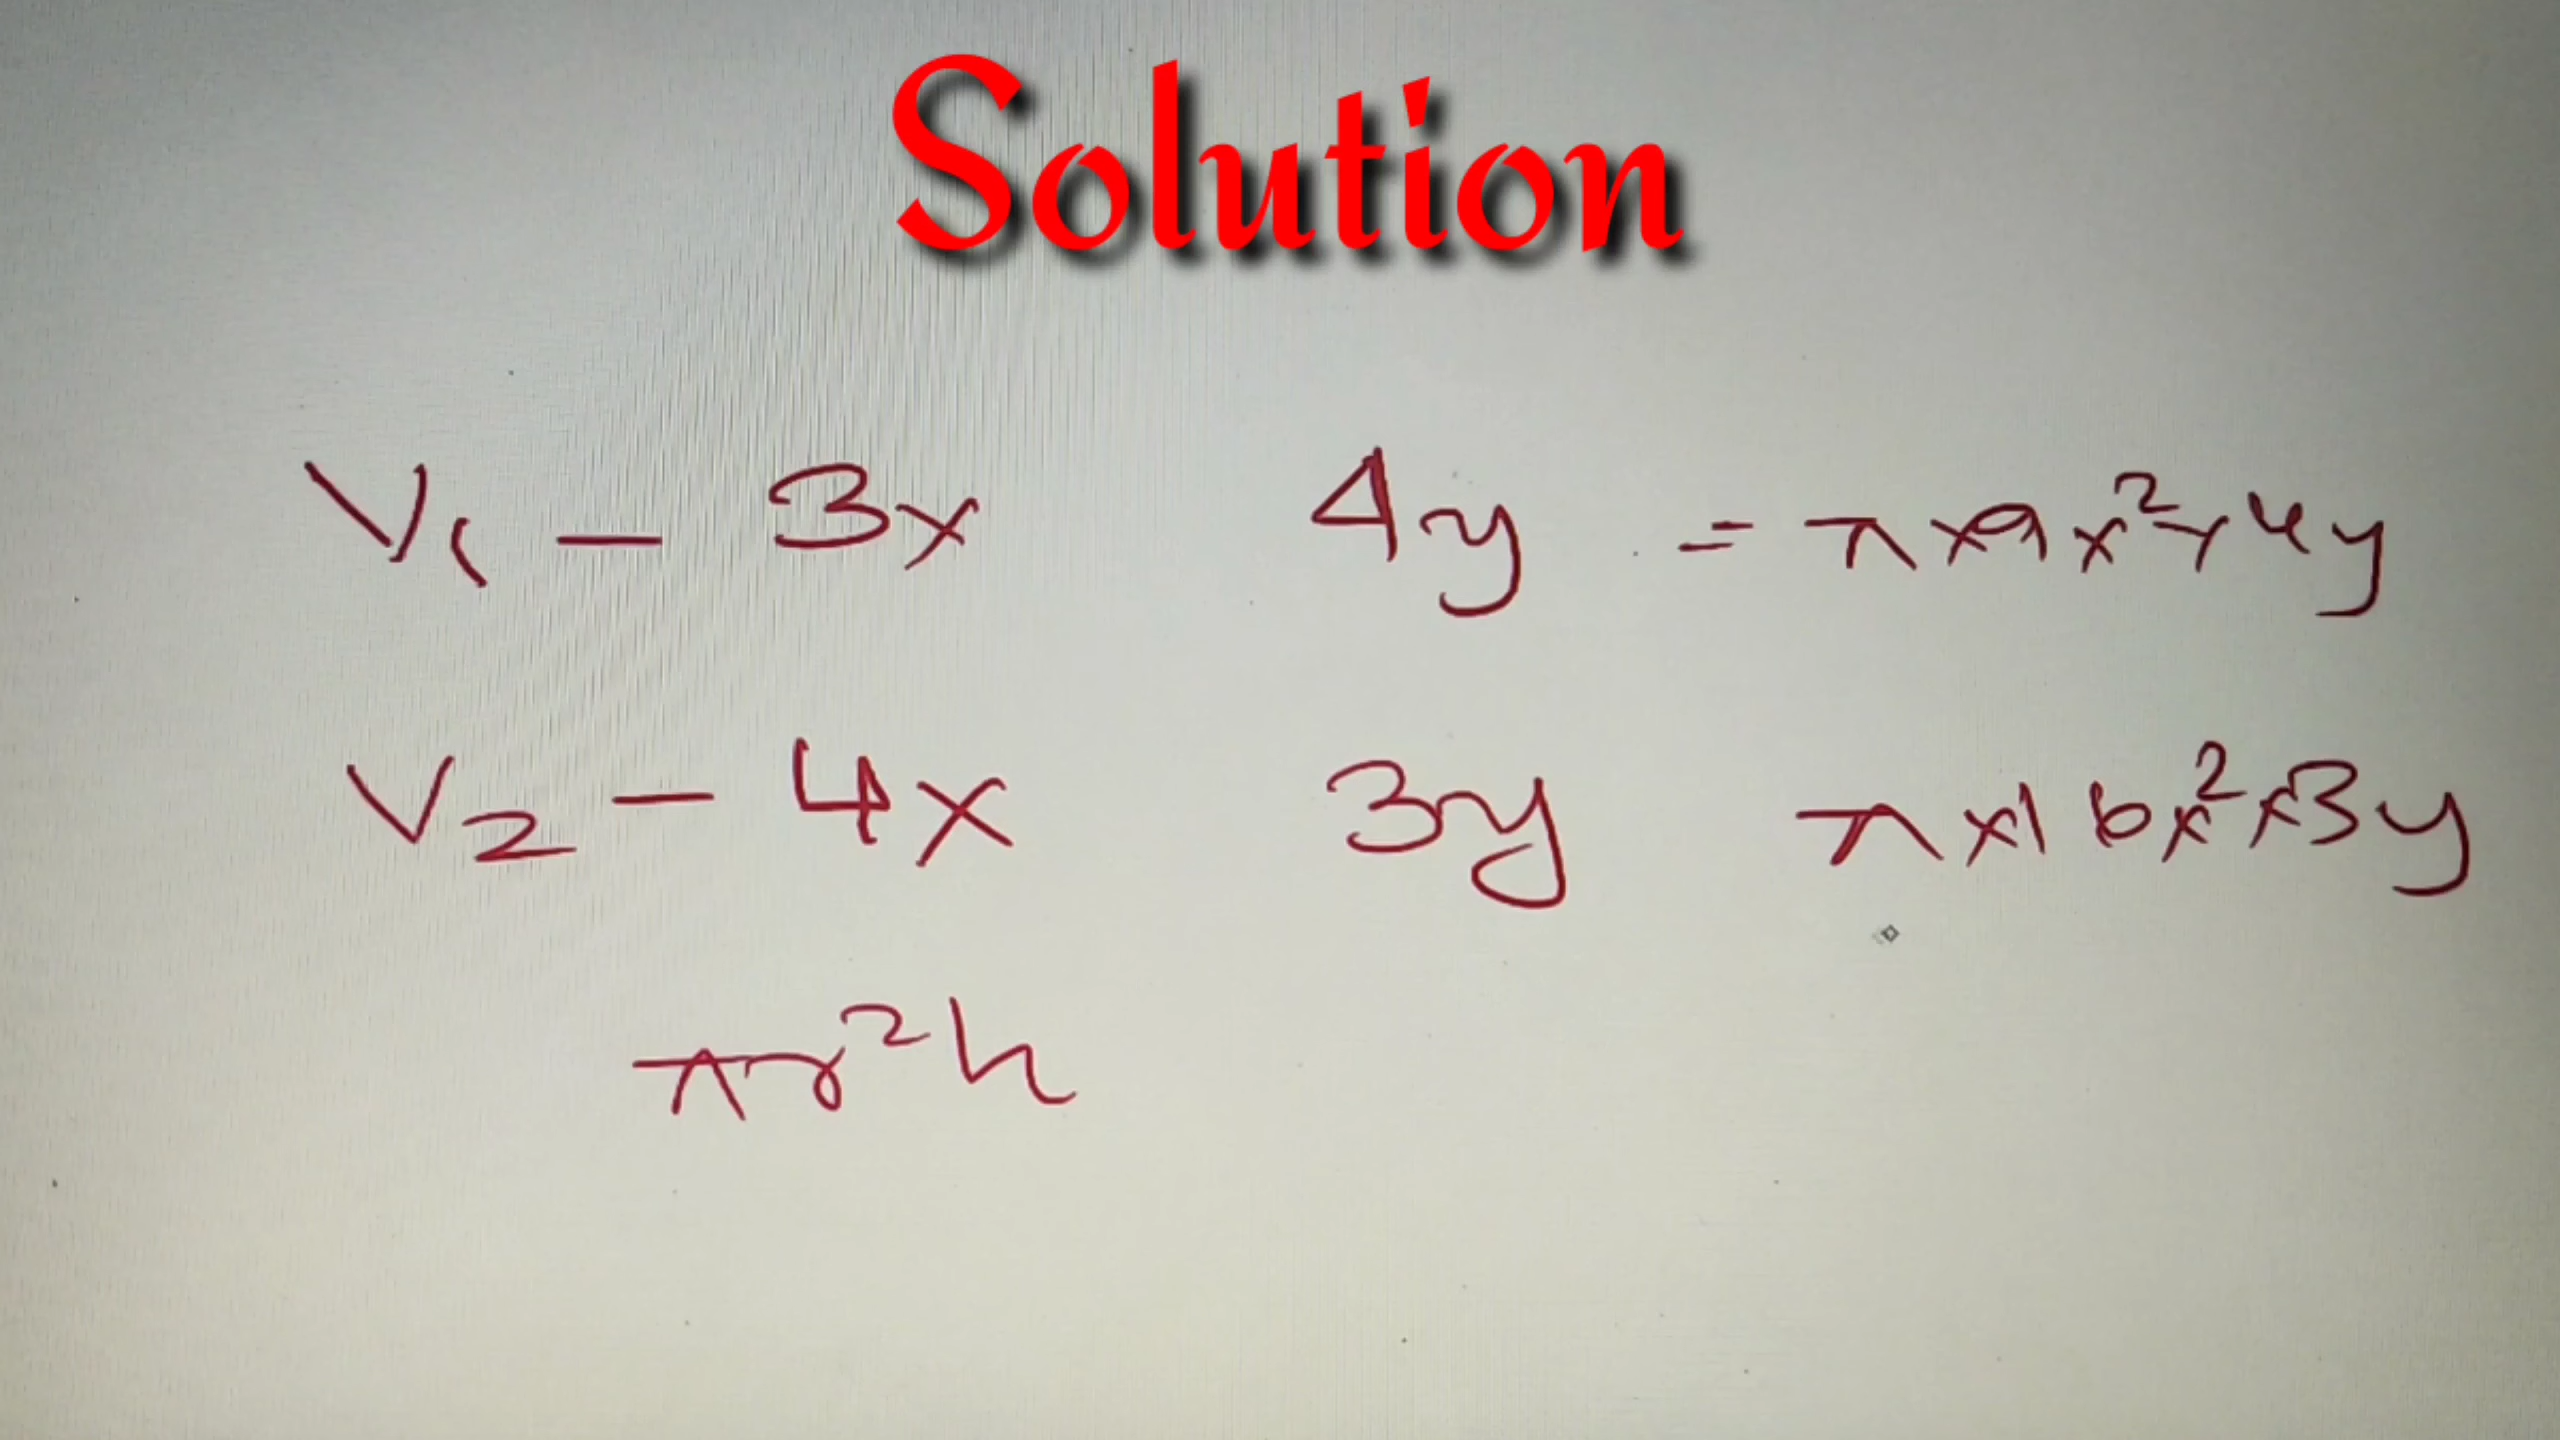 Solution
V₁ – 3x 4y = π×9x²×4y
V₂ – 4x 3y π×16x²×3y
πr²h